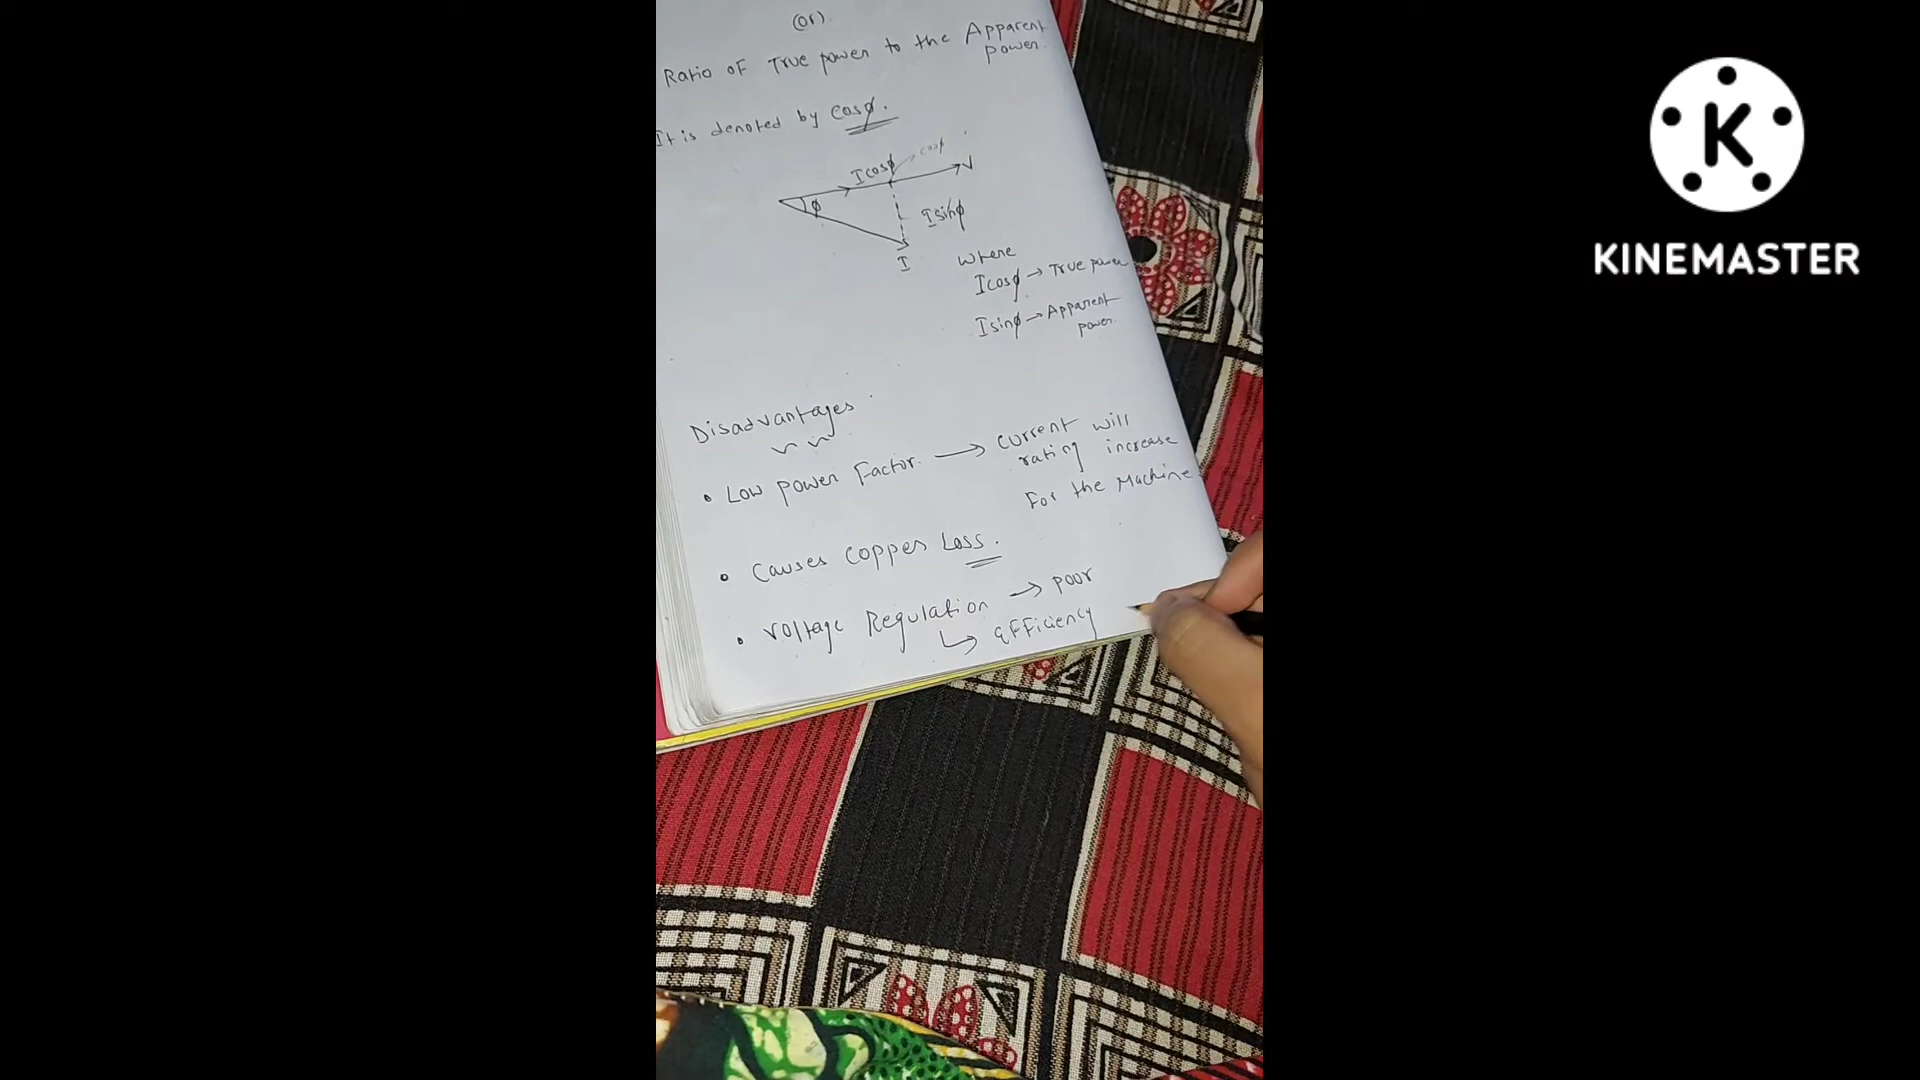 (or).
Ratio of True power to the Apparent
power.
It is denoted by cosφ.
Icosφ
cosφ
V
φ
Isinφ
I
Where
Icosφ → True power
Isinφ → Apparent
power.
Disadvantages
• Low power Factor. → current will
rating increase
For the Machine
• Causes copper Loss.
• Voltage Regulation → poor
↳ efficiency
K
KINEMASTER